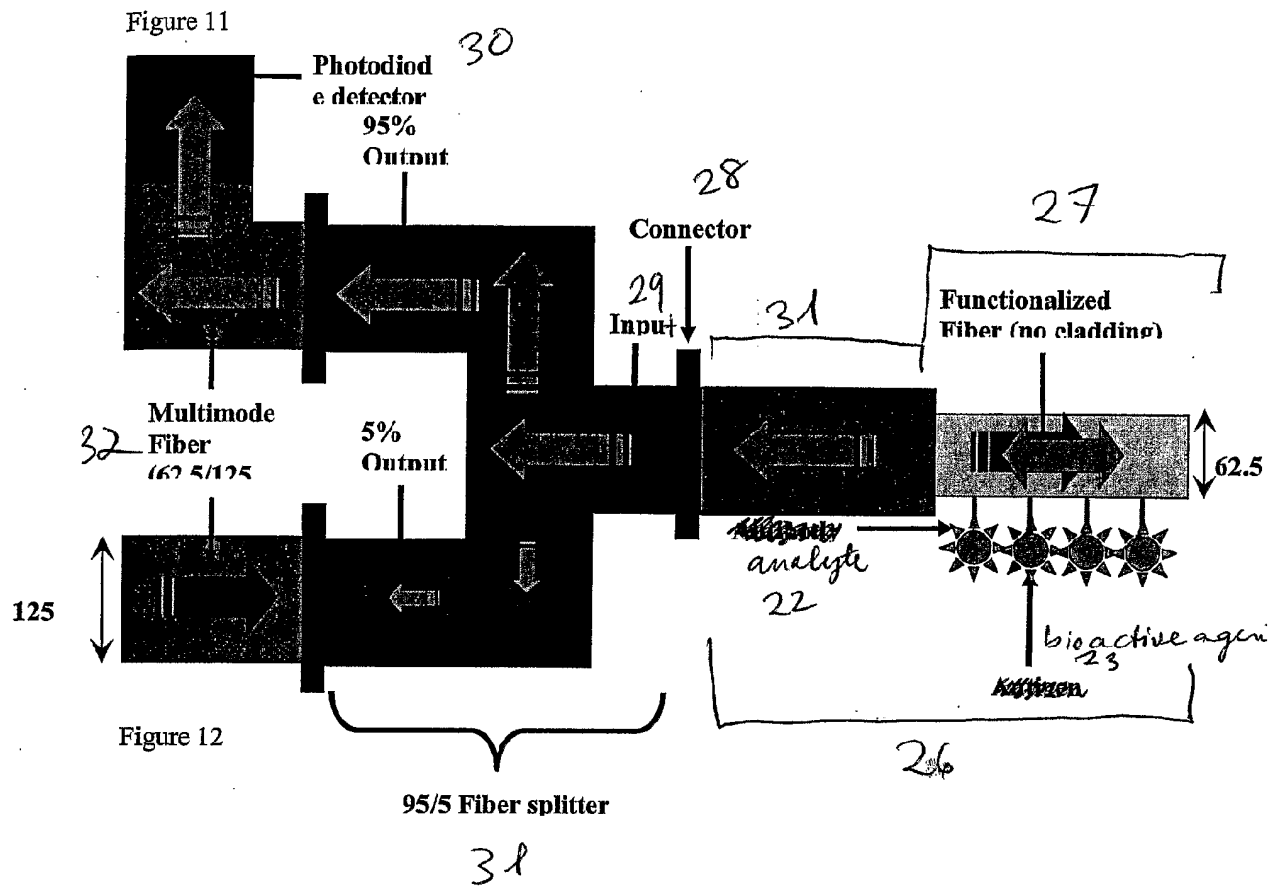 Figure 11
30
Photodiod
e detector
95%
Output
28
Connector
27
29
Input
31
Functionalized
Fiber (no cladding)
Multimode
32 Fiber
(62.5/125
5%
Output
62.5
analyte
22
125
bioactive agen
23
Figure 12
26
95/5 Fiber splitter
31